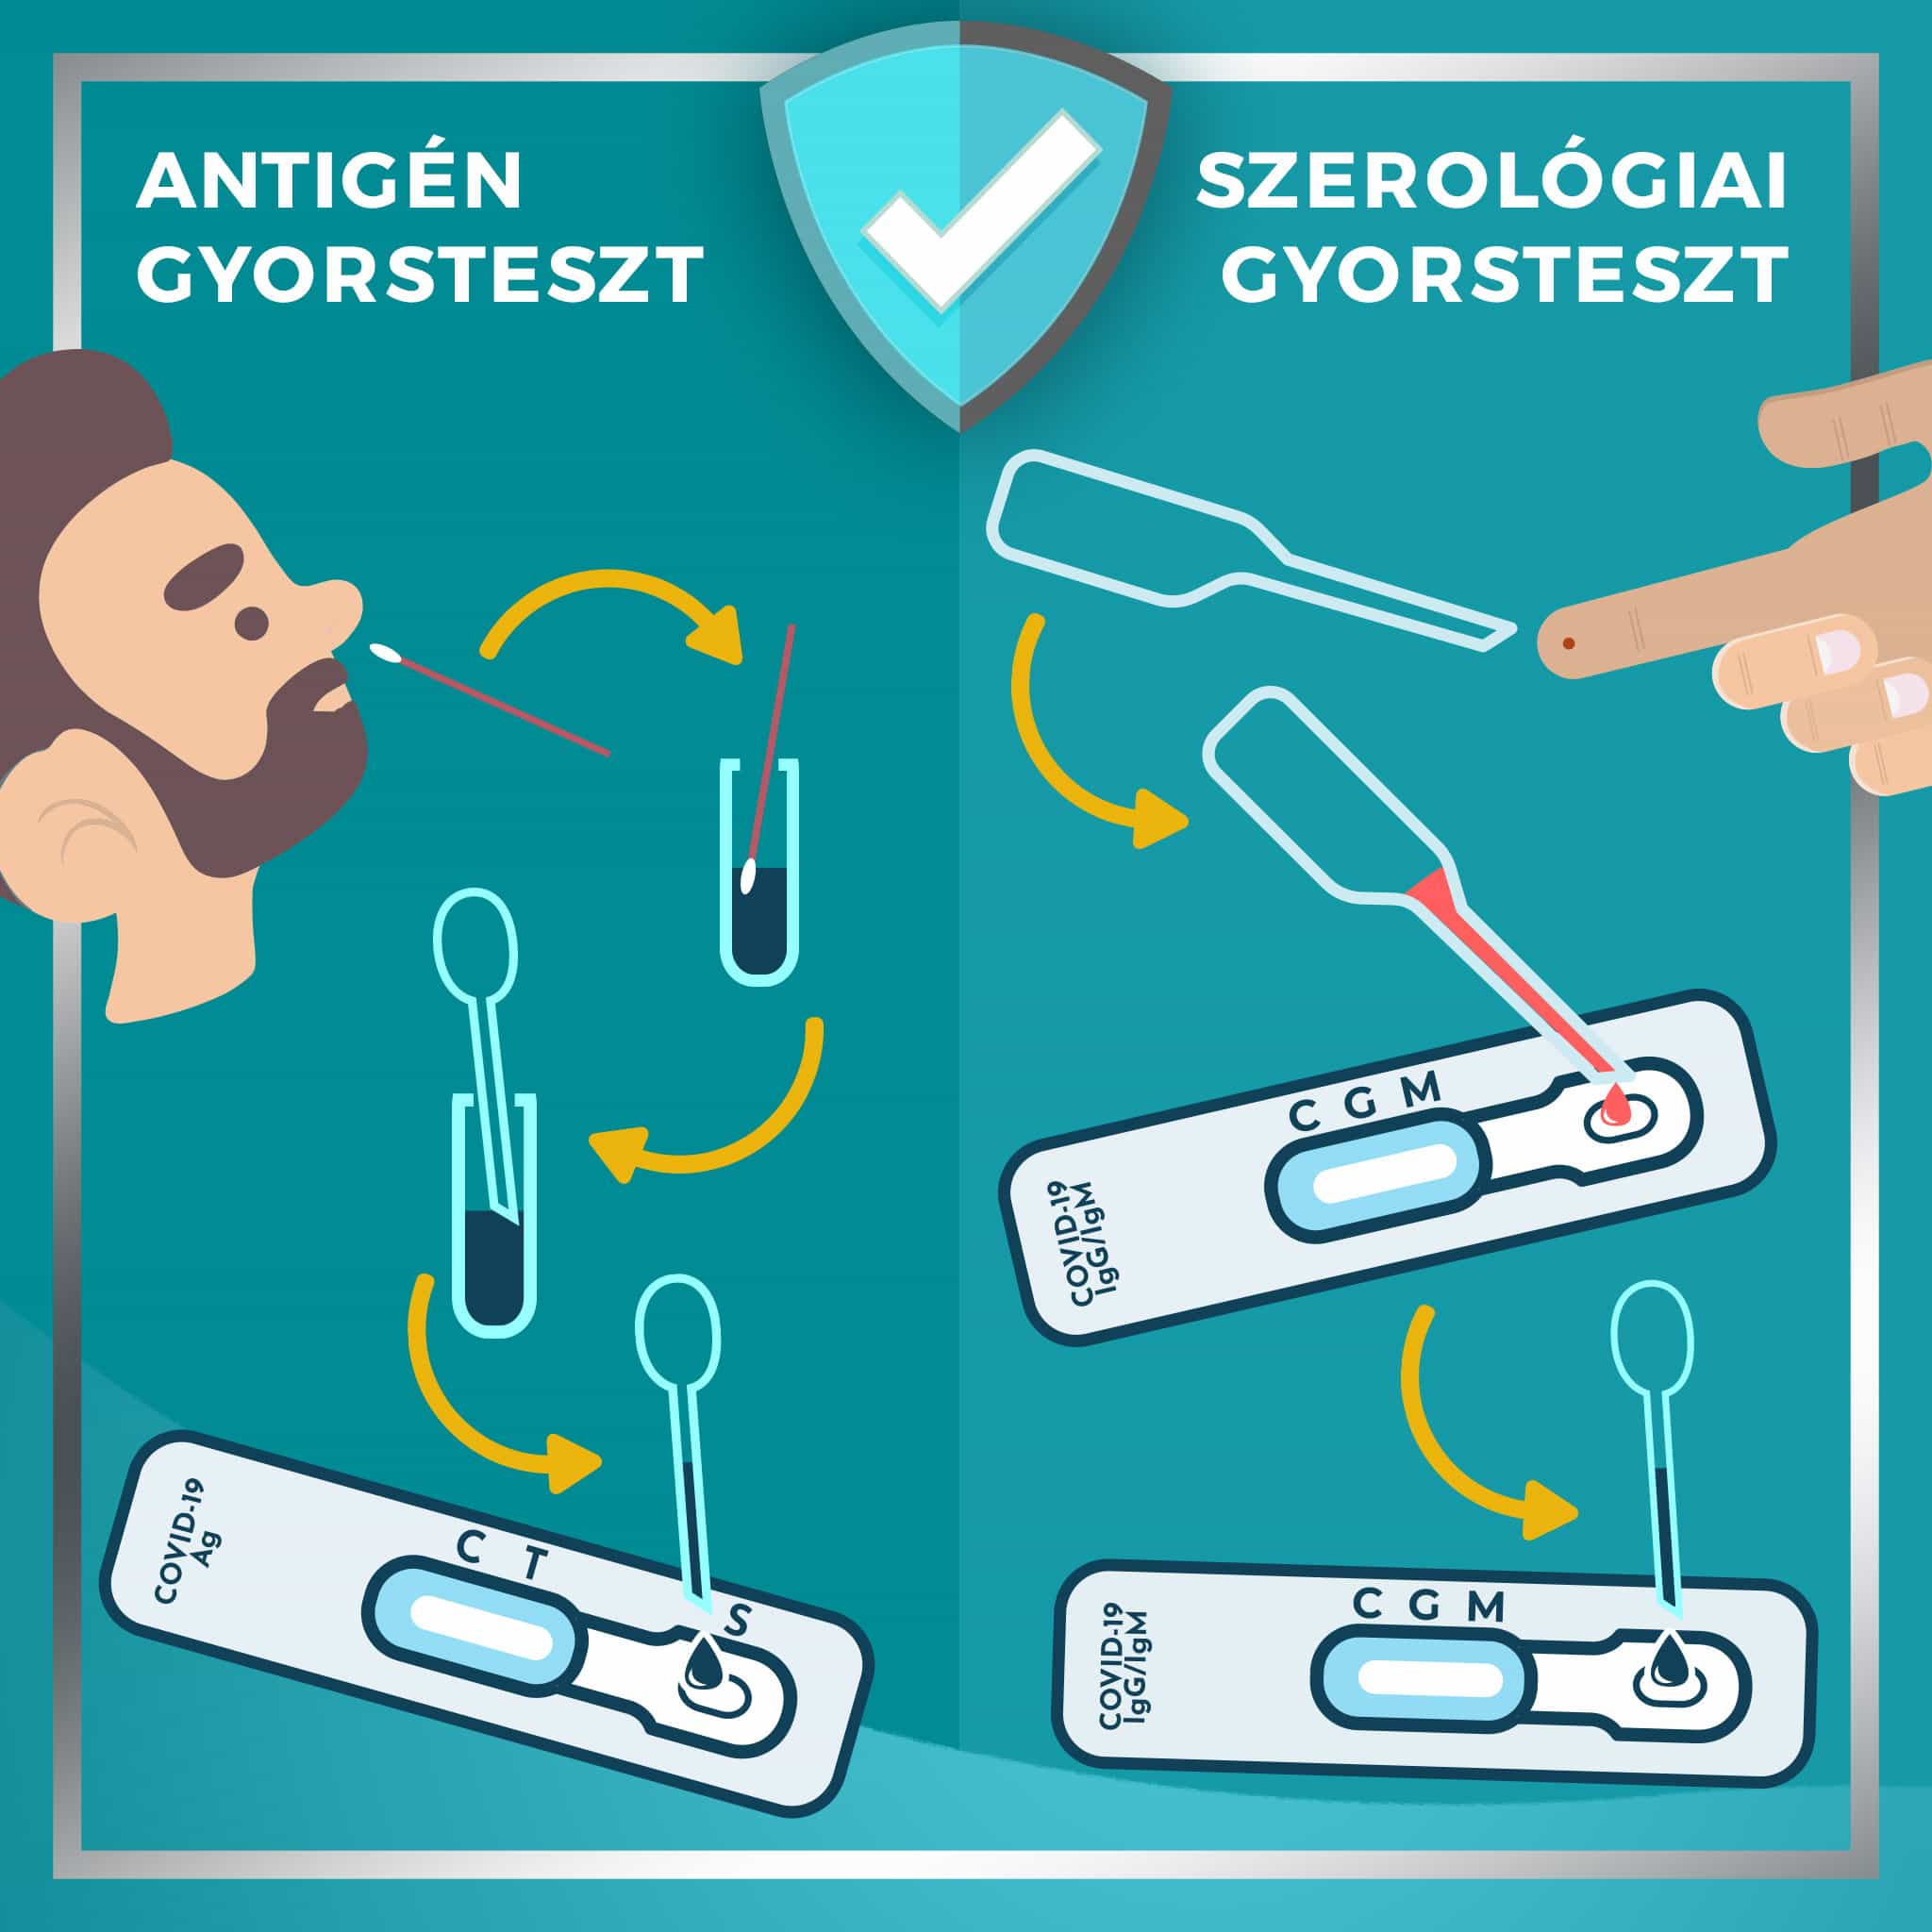 ANTIGÉN
GYORSTESZT
SZEROLÓGIAI
GYORSTESZT
C G M
COVID-19
IgG/IgM
C T
S
COVID-19
Ag
C G M
COVID-19
IgG/IgM